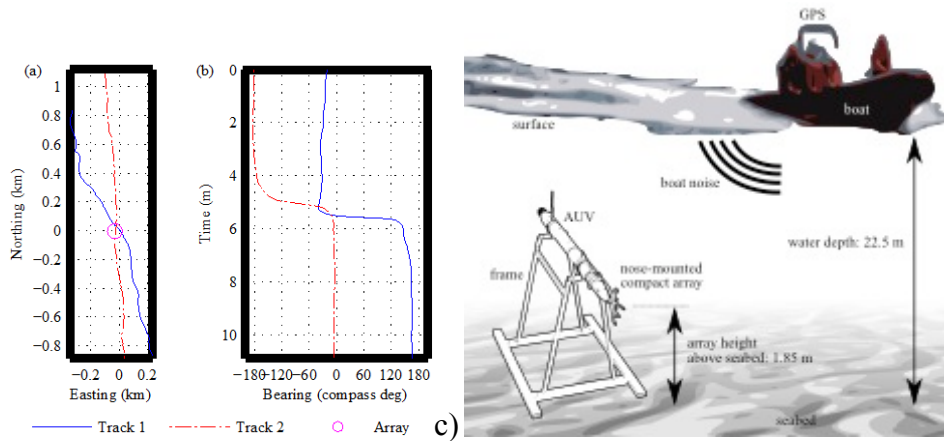 (a)
Northing (km)
1
0.8
0.6
0.4
0.2
0
−0.2
−0.4
−0.6
−0.8
−0.2 0 0.2
Easting (km)
(b)
Time (m)
0
2
4
6
8
10
−180 −120 −60 0 60 120 180
Bearing (compass deg)
Track 1 Track 2 Array
c)
GPS
boat
surface
boat noise
water depth: 22.5 m
AUV
frame
nose-mounted
compact array
array height
above seabed: 1.85 m
seabed